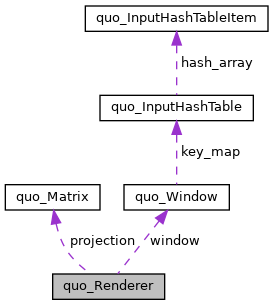 quo_InputHashTableItem
hash_array
quo_InputHashTable
key_map
quo_Matrix
quo_Window
projection
window
quo_Renderer